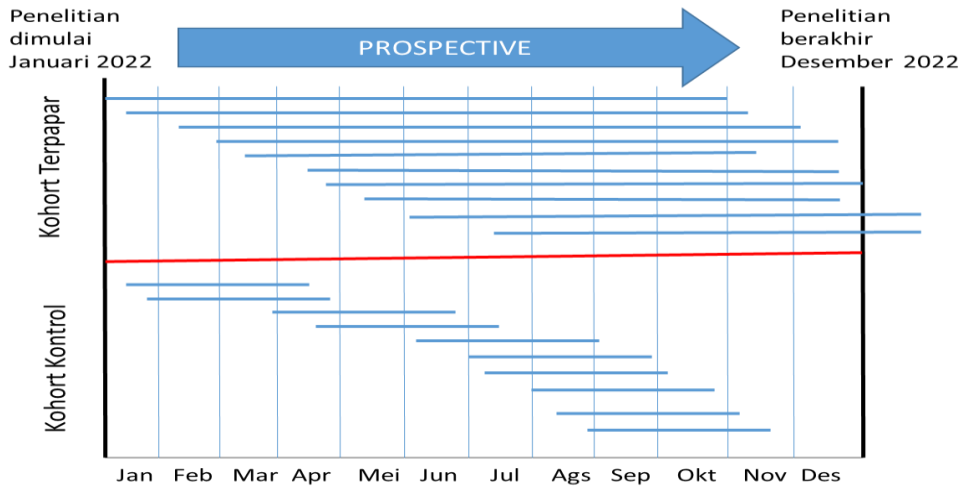 Penelitian
dimulai
Januari 2022
PROSPECTIVE
Penelitian
berakhir
Desember 2022
Kohort Terpapar
Kohort Kontrol
Jan Feb Mar Apr Mei Jun Jul Ags Sep Okt Nov Des